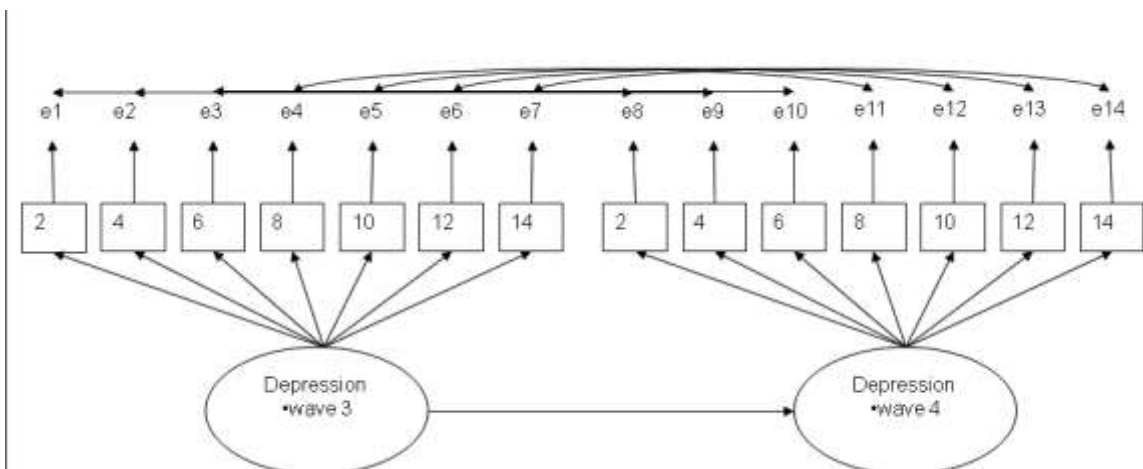 e1 e2 e3 e4 e5 e6 e7 e8 e9 e10 e11 e12 e13 e14
2 4 6 8 10 12 14 2 4 6 8 10 12 14
Depression Depression
•wave 3 •wave 4